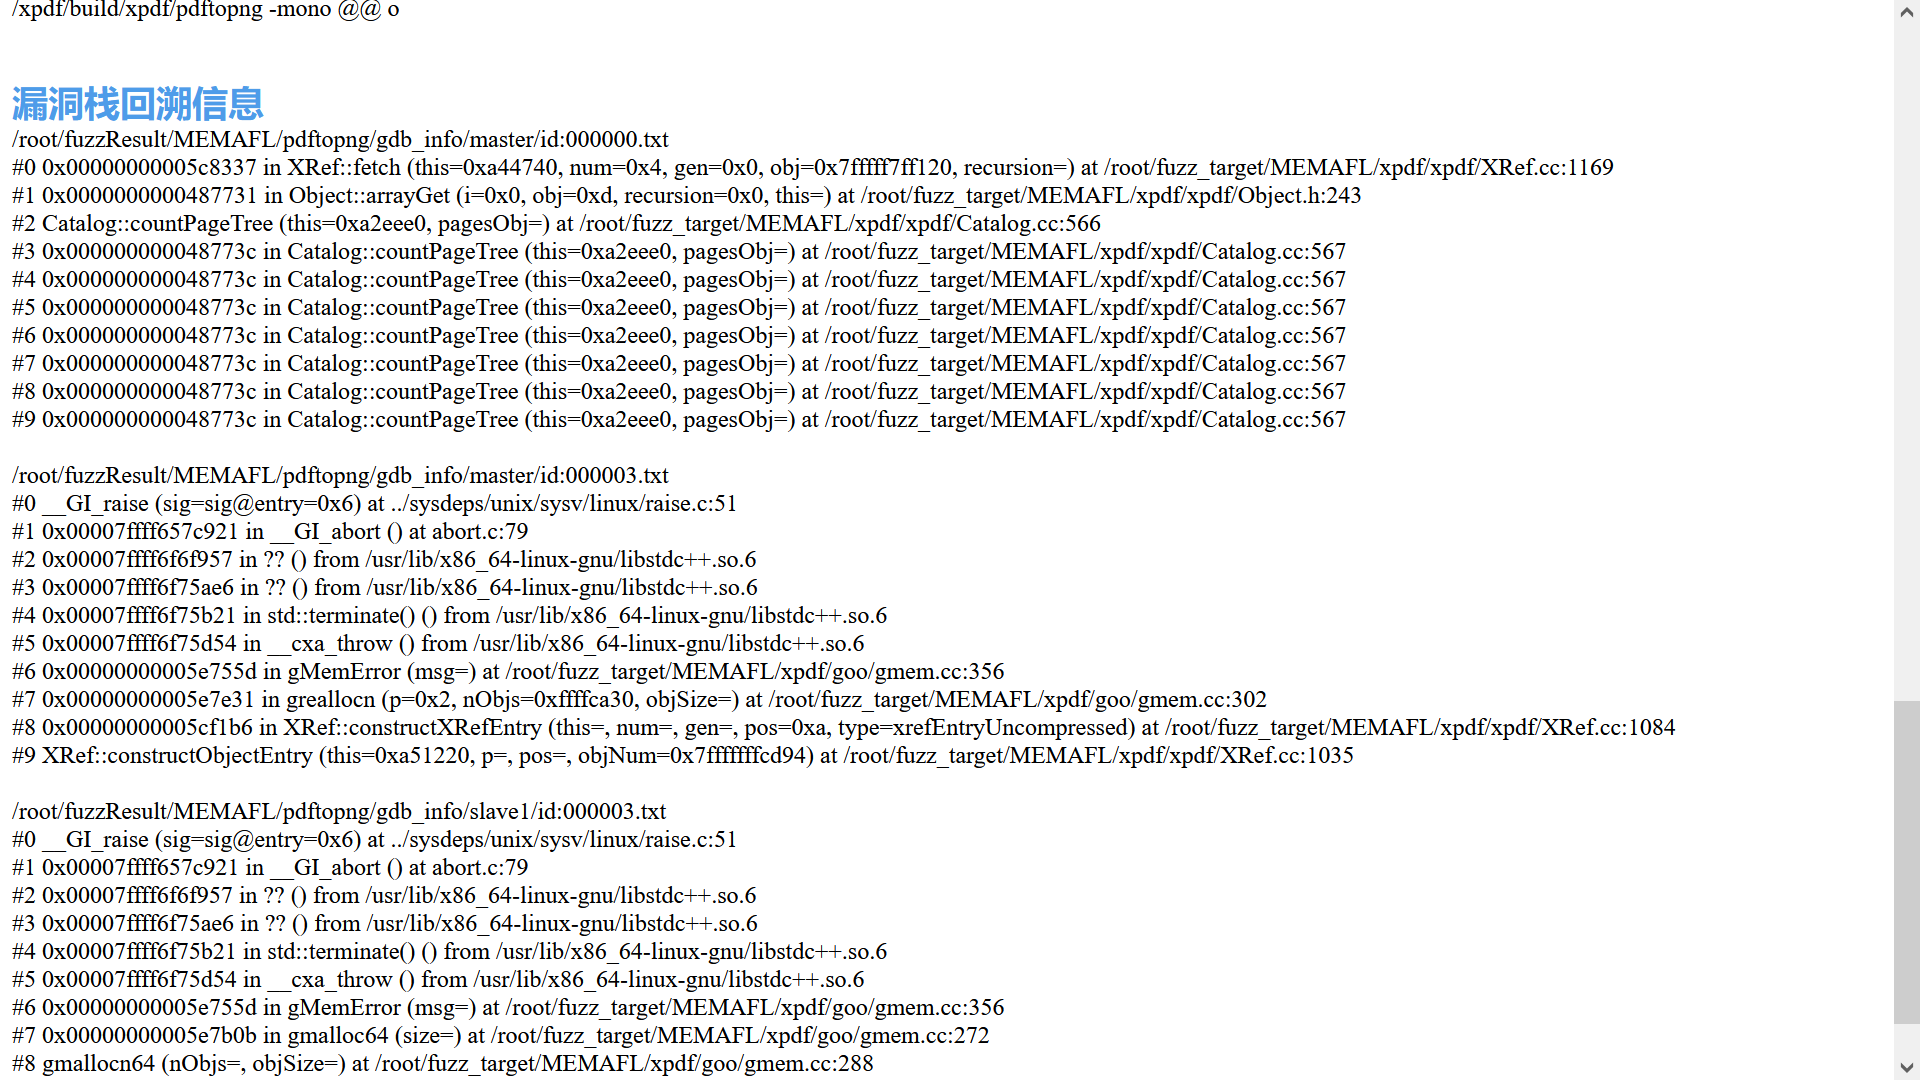 /xpdf/build/xpdf/pdftopng -mono @@ o
漏洞栈回溯信息
/root/fuzzResult/MEMAFL/pdftopng/gdb_info/master/id:000000.txt
#0 0x00000000005c8337 in XRef::fetch (this=0xa44740, num=0x4, gen=0x0, obj=0x7fffff7ff120, recursion=) at /root/fuzz_target/MEMAFL/xpdf/xpdf/XRef.cc:1169
#1 0x0000000000487731 in Object::arrayGet (i=0x0, obj=0xd, recursion=0x0, this=) at /root/fuzz_target/MEMAFL/xpdf/xpdf/Object.h:243
#2 Catalog::countPageTree (this=0xa2eee0, pagesObj=) at /root/fuzz_target/MEMAFL/xpdf/xpdf/Catalog.cc:566
#3 0x000000000048773c in Catalog::countPageTree (this=0xa2eee0, pagesObj=) at /root/fuzz_target/MEMAFL/xpdf/xpdf/Catalog.cc:567
#4 0x000000000048773c in Catalog::countPageTree (this=0xa2eee0, pagesObj=) at /root/fuzz_target/MEMAFL/xpdf/xpdf/Catalog.cc:567
#5 0x000000000048773c in Catalog::countPageTree (this=0xa2eee0, pagesObj=) at /root/fuzz_target/MEMAFL/xpdf/xpdf/Catalog.cc:567
#6 0x000000000048773c in Catalog::countPageTree (this=0xa2eee0, pagesObj=) at /root/fuzz_target/MEMAFL/xpdf/xpdf/Catalog.cc:567
#7 0x000000000048773c in Catalog::countPageTree (this=0xa2eee0, pagesObj=) at /root/fuzz_target/MEMAFL/xpdf/xpdf/Catalog.cc:567
#8 0x000000000048773c in Catalog::countPageTree (this=0xa2eee0, pagesObj=) at /root/fuzz_target/MEMAFL/xpdf/xpdf/Catalog.cc:567
#9 0x000000000048773c in Catalog::countPageTree (this=0xa2eee0, pagesObj=) at /root/fuzz_target/MEMAFL/xpdf/xpdf/Catalog.cc:567
/root/fuzzResult/MEMAFL/pdftopng/gdb_info/master/id:000003.txt
#0 __GI_raise (sig=sig@entry=0x6) at ../sysdeps/unix/sysv/linux/raise.c:51
#1 0x00007ffff657c921 in __GI_abort () at abort.c:79
#2 0x00007ffff6f6f957 in ?? () from /usr/lib/x86_64-linux-gnu/libstdc++.so.6
#3 0x00007ffff6f75ae6 in ?? () from /usr/lib/x86_64-linux-gnu/libstdc++.so.6
#4 0x00007ffff6f75b21 in std::terminate() () from /usr/lib/x86_64-linux-gnu/libstdc++.so.6
#5 0x00007ffff6f75d54 in __cxa_throw () from /usr/lib/x86_64-linux-gnu/libstdc++.so.6
#6 0x00000000005e755d in gMemError (msg=) at /root/fuzz_target/MEMAFL/xpdf/goo/gmem.cc:356
#7 0x00000000005e7e31 in greallocn (p=0x2, nObjs=0xffffca30, objSize=) at /root/fuzz_target/MEMAFL/xpdf/goo/gmem.cc:302
#8 0x00000000005cf1b6 in XRef::constructXRefEntry (this=, num=, gen=, pos=0xa, type=xrefEntryUncompressed) at /root/fuzz_target/MEMAFL/xpdf/xpdf/XRef.cc:1084
#9 XRef::constructObjectEntry (this=0xa51220, p=, pos=, objNum=0x7fffffffcd94) at /root/fuzz_target/MEMAFL/xpdf/xpdf/XRef.cc:1035
/root/fuzzResult/MEMAFL/pdftopng/gdb_info/slave1/id:000003.txt
#0 __GI_raise (sig=sig@entry=0x6) at ../sysdeps/unix/sysv/linux/raise.c:51
#1 0x00007ffff657c921 in __GI_abort () at abort.c:79
#2 0x00007ffff6f6f957 in ?? () from /usr/lib/x86_64-linux-gnu/libstdc++.so.6
#3 0x00007ffff6f75ae6 in ?? () from /usr/lib/x86_64-linux-gnu/libstdc++.so.6
#4 0x00007ffff6f75b21 in std::terminate() () from /usr/lib/x86_64-linux-gnu/libstdc++.so.6
#5 0x00007ffff6f75d54 in __cxa_throw () from /usr/lib/x86_64-linux-gnu/libstdc++.so.6
#6 0x00000000005e755d in gMemError (msg=) at /root/fuzz_target/MEMAFL/xpdf/goo/gmem.cc:356
#7 0x00000000005e7b0b in gmalloc64 (size=) at /root/fuzz_target/MEMAFL/xpdf/goo/gmem.cc:272
#8 gmallocn64 (nObjs=, objSize=) at /root/fuzz_target/MEMAFL/xpdf/goo/gmem.cc:288